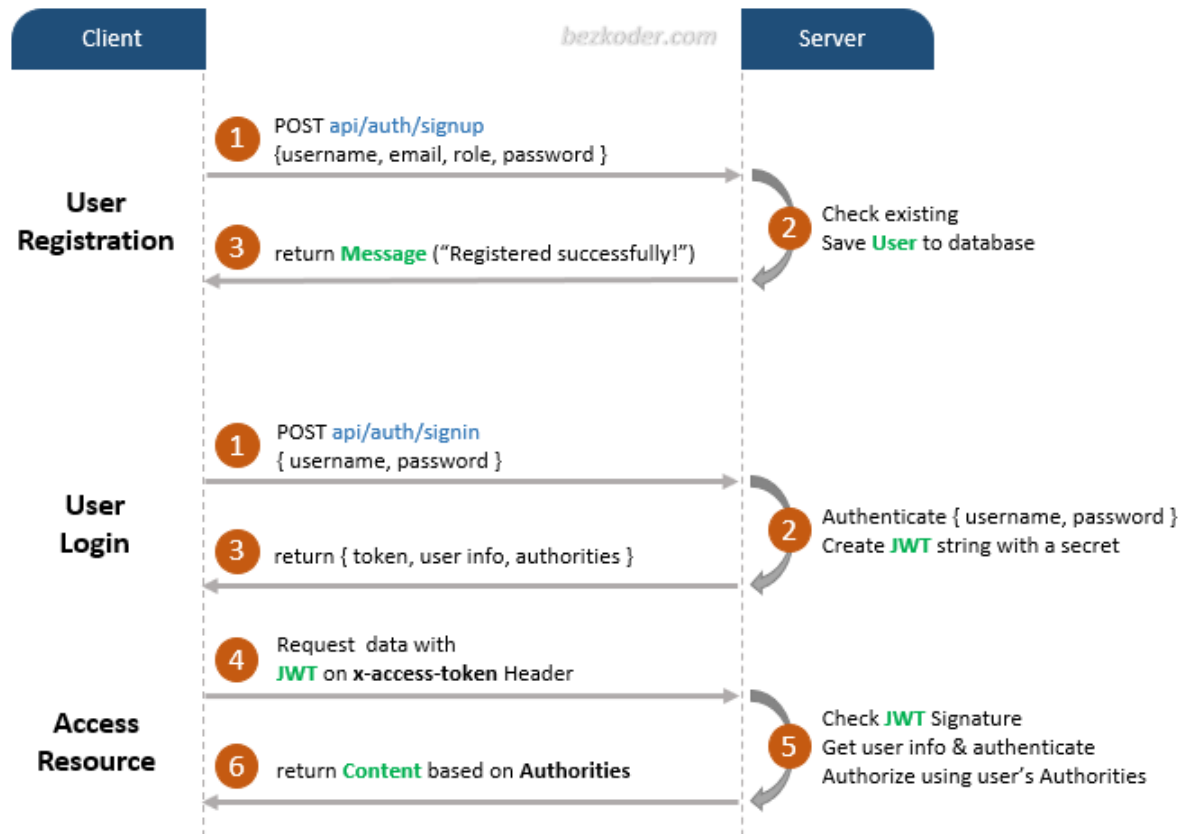 Client
bezkoder.com
Server
1
POST api/auth/signup
{username, email, role, password }
User
Registration
2
Check existing
Save User to database
3
return Message (“Registered successfully!”)
1
POST api/auth/signin
{ username, password }
User
Login
2
Authenticate { username, password }
Create JWT string with a secret
3
return { token, user info, authorities }
4
Request  data with
JWT on x-access-token Header
Access
Resource
5
Check JWT Signature
Get user info & authenticate
Authorize using user’s Authorities
6
return Content based on Authorities